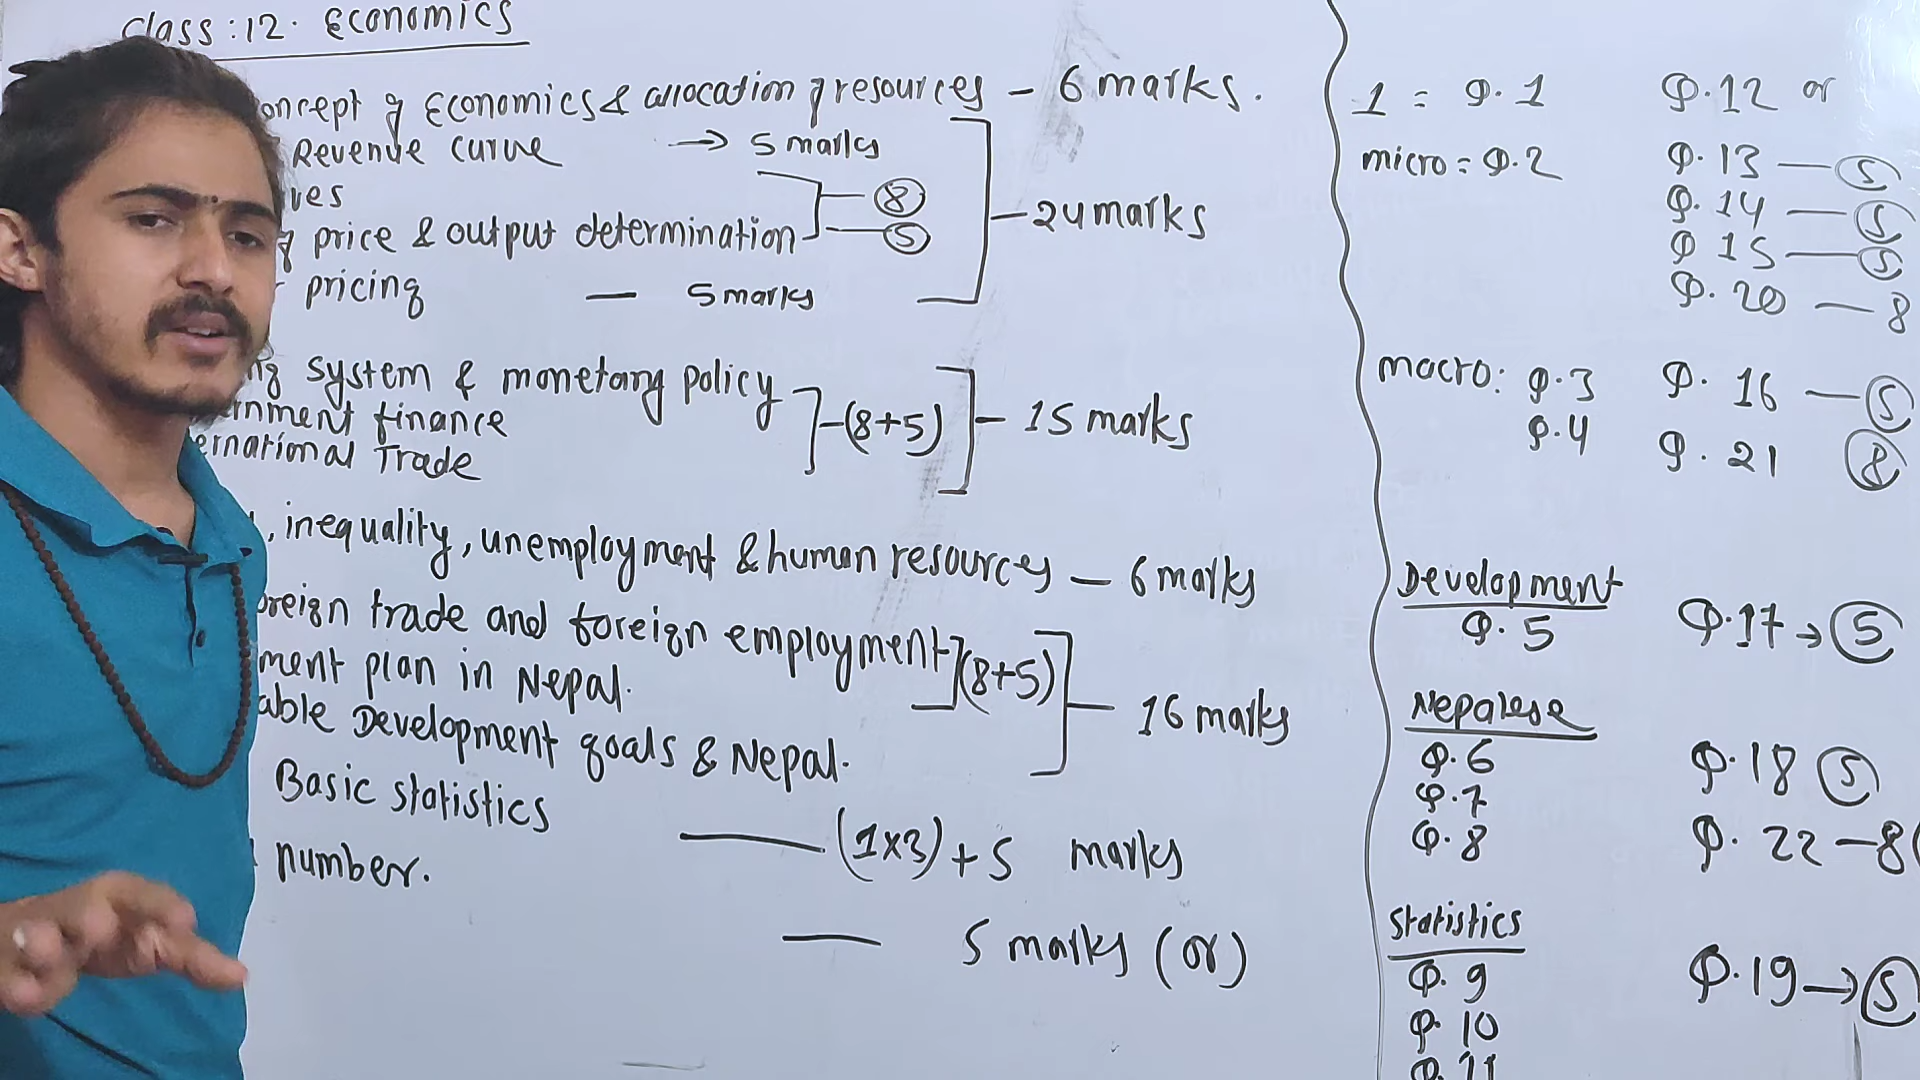 Class : 12. Economics
oncept of Economics & allocation of resources - 6 marks.
Revenue curve → 5 marks
ves
8
of price & output determination 5
- 24 marks
pricing - 5 marks
ng system & monetary policy
rnment finance - (8+5) - 15 marks
ernational Trade
, inequality, unemployment & human resources - 6 marks
oreign trade and foreign employment
ment plan in Nepal. (8+5) - 16 marks
able Development goals & Nepal.
Basic statistics
(1x3) + 5 marks
number.
5 marks (or)
1 = Q.1 Q.12 or
micro = Q.2 Q.13 - 5
Q.14 - 5
Q 15 - 5
Q.20 - 8
macro: Q.3 Q.16 - 5
Q.4 Q.21 8
Development
Q.5 Q.17 → 5
Nepalese
Q.6 Q.18 5
Q.7
Q.8 Q.22 - 8(
Statistics
Q.9 Q.19 → 5
Q.10
Q.11